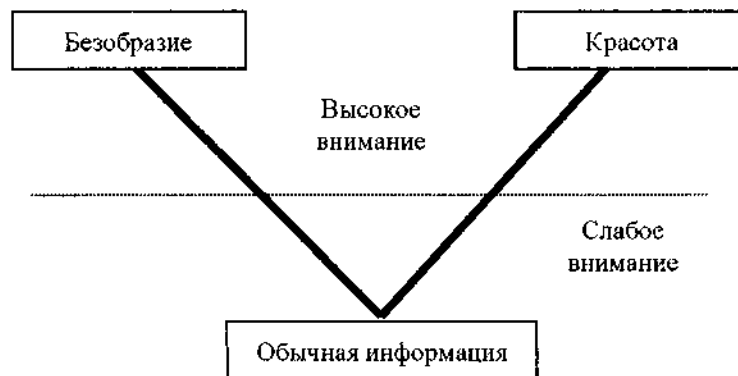 Безобразие
Красота
Высокое
внимание
Слабое
внимание
Обычная информация